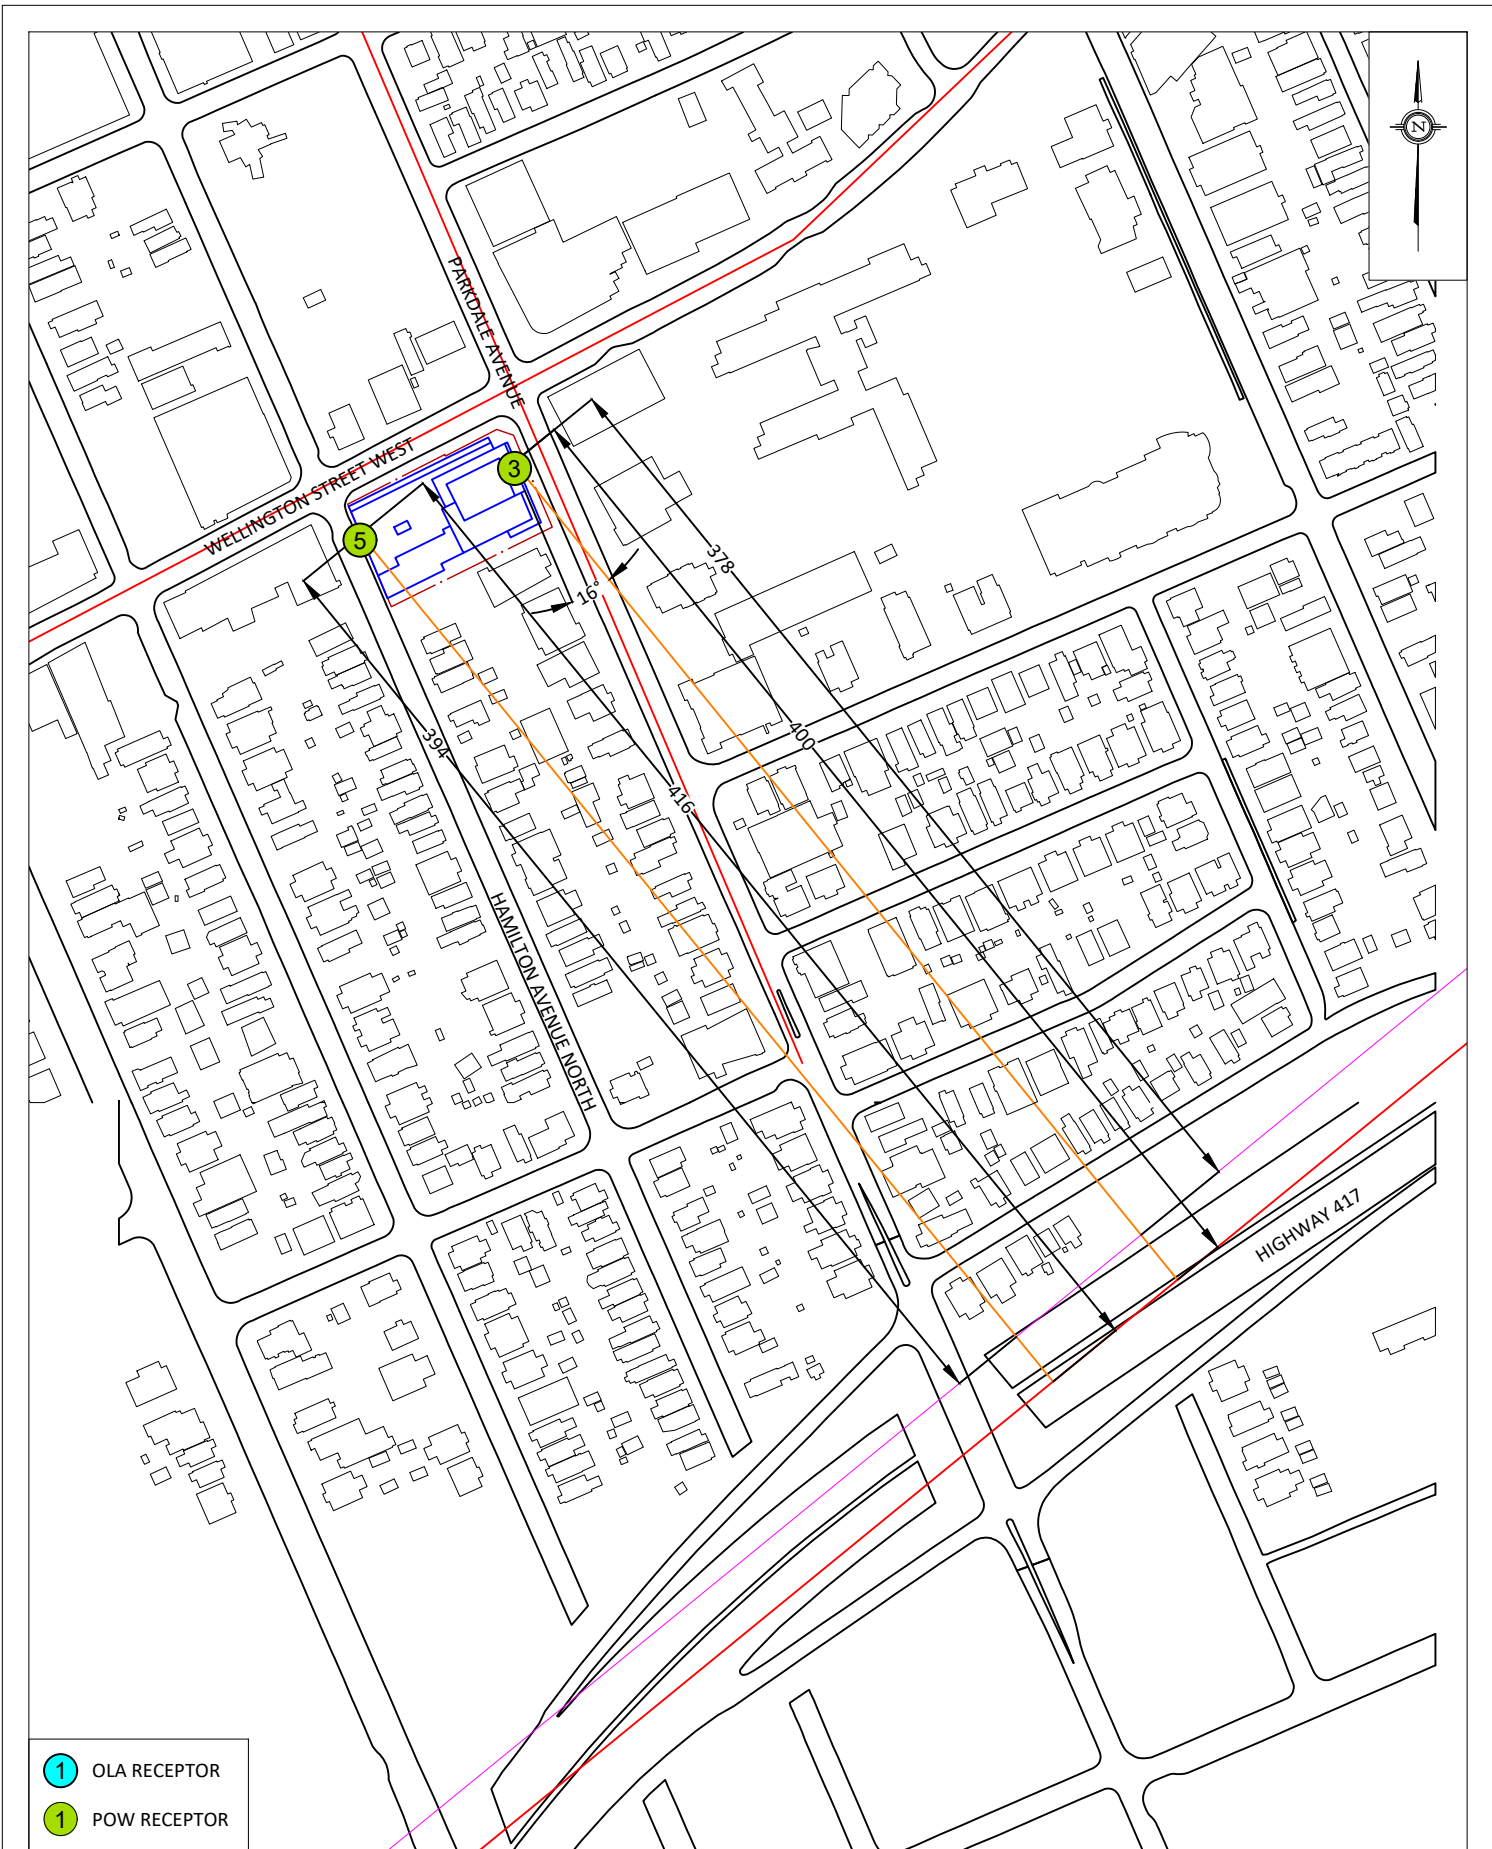 N
PARKDALE AVENUE
WELLINGTON STREET WEST
3
5
378
16°
400
394
416
HAMILTON AVENUE NORTH
HIGHWAY 417
1 OLA RECEPTOR
1 POW RECEPTOR